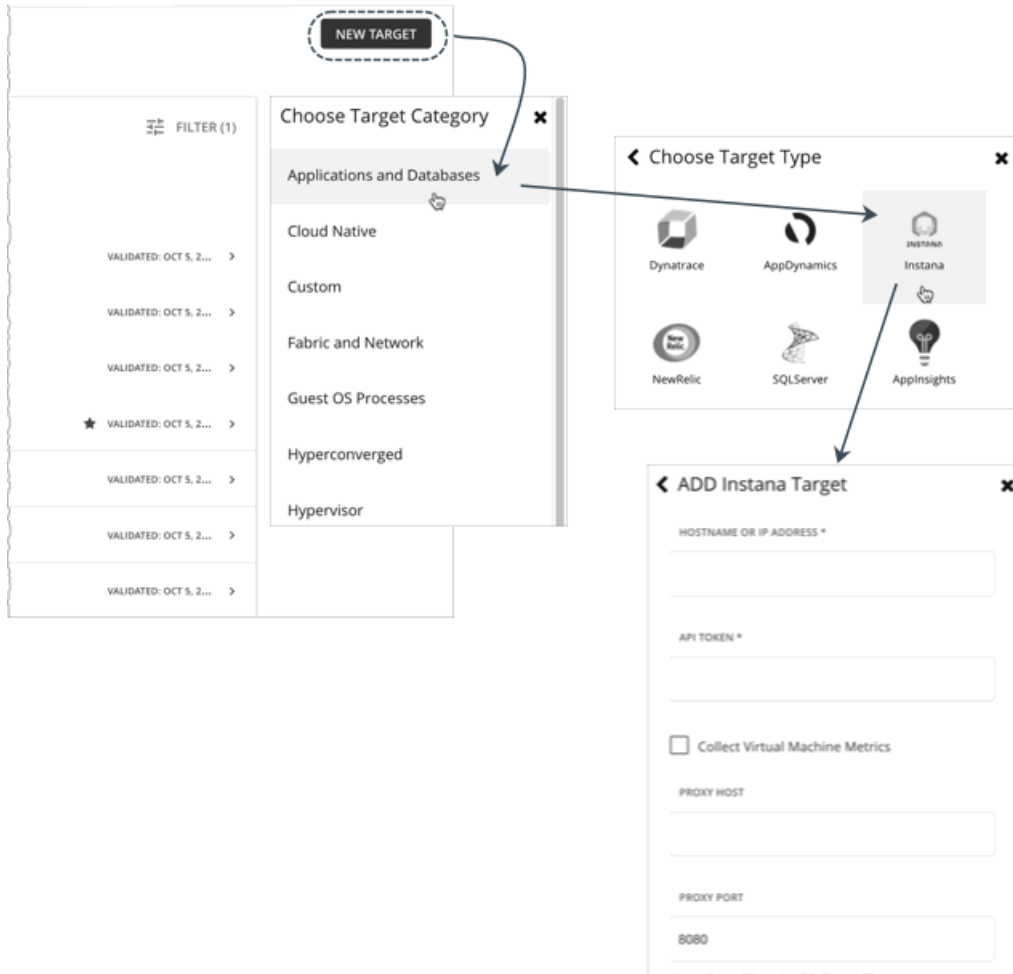 NEW TARGET
FILTER (1)
VALIDATED: OCT 5, 2...
VALIDATED: OCT 5, 2...
VALIDATED: OCT 5, 2...
VALIDATED: OCT 5, 2...
VALIDATED: OCT 5, 2...
VALIDATED: OCT 5, 2...
VALIDATED: OCT 5, 2...
Choose Target Category
Applications and Databases
Cloud Native
Custom
Fabric and Network
Guest OS Processes
Hyperconverged
Hypervisor
Choose Target Type
Dynatrace
AppDynamics
INSTANA
Instana
New
Relic
NewRelic
SQLServer
AppInsights
ADD Instana Target
HOSTNAME OR IP ADDRESS *
API TOKEN *
Collect Virtual Machine Metrics
PROXY HOST
PROXY PORT
8080